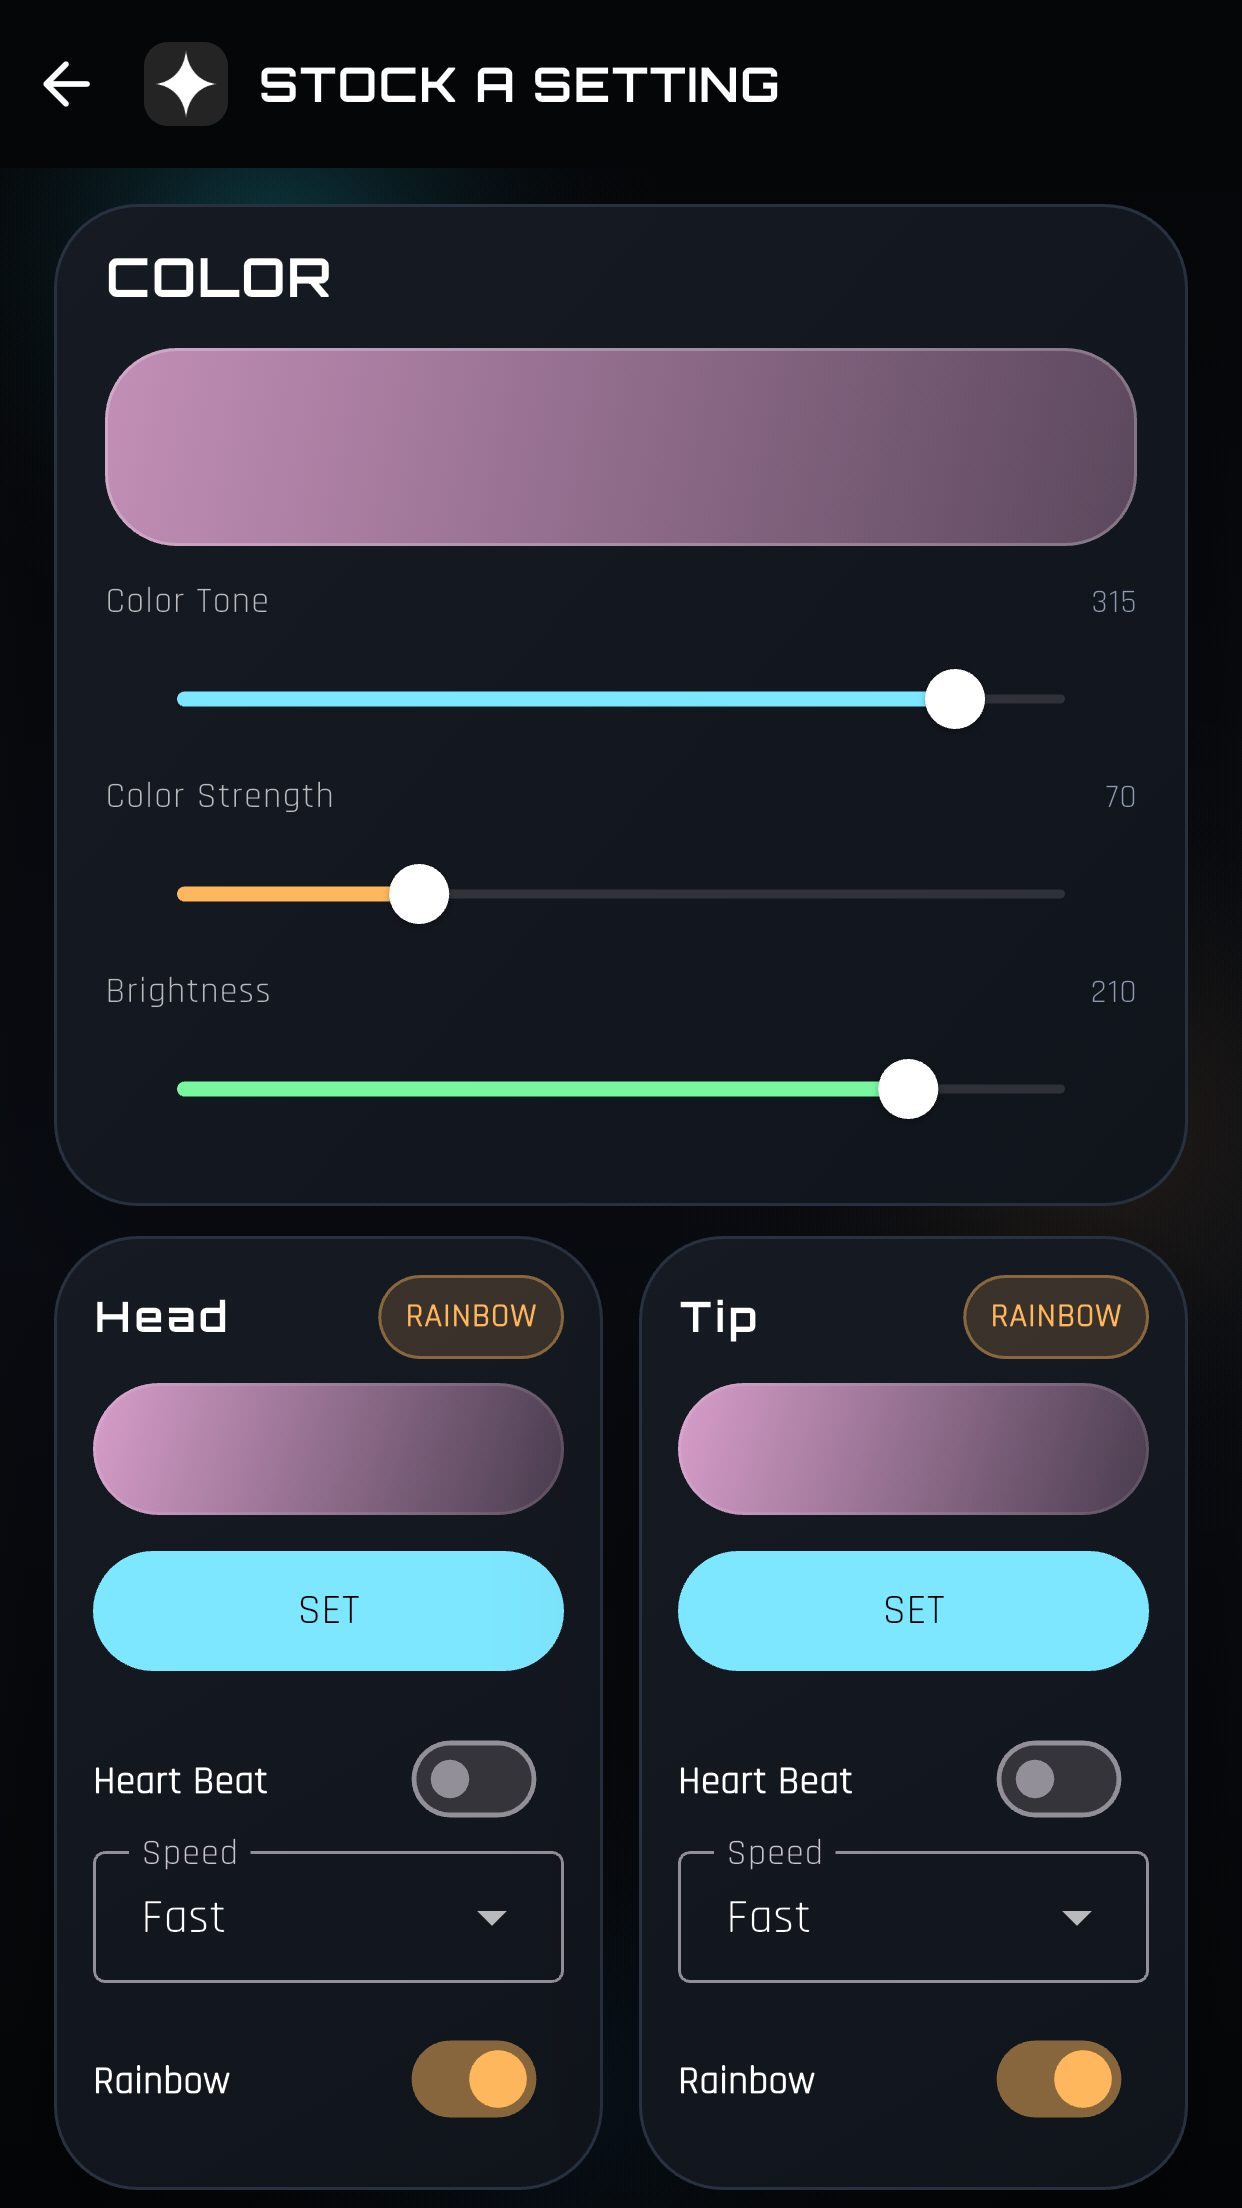 STOCK A SETTING
COLOR
Color Tone 315
Color Strength 70
Brightness 210
Head RAINBOW
SET
Heart Beat
Speed
Fast
Rainbow
Tip RAINBOW
SET
Heart Beat
Speed
Fast
Rainbow